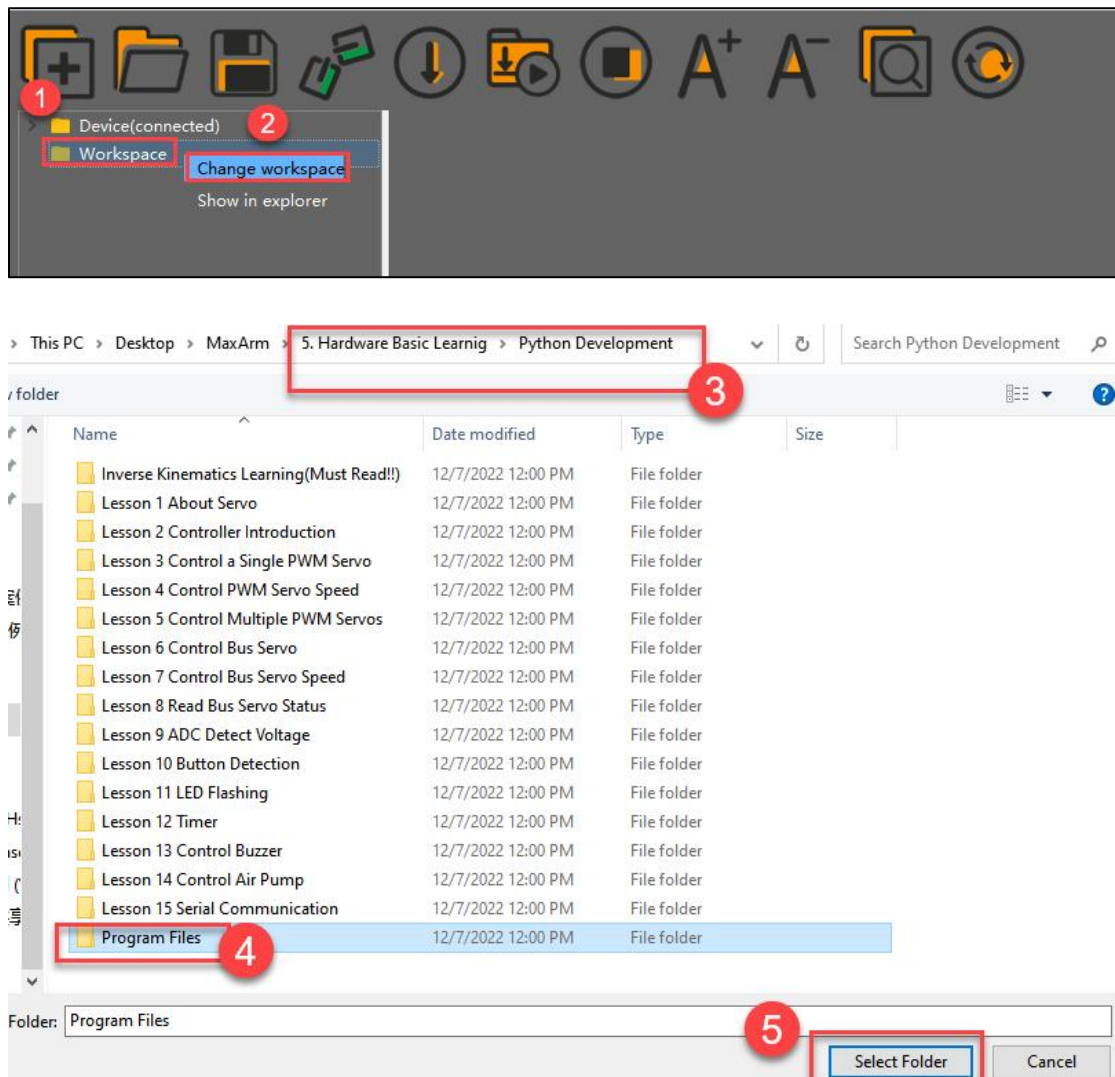 A+ A-
1
Device(connected)
2
Workspace
Change workspace
Show in explorer
> This PC > Desktop > MaxArm > 5. Hardware Basic Learnig > Python Development
Search Python Development
3
folder
?
Name Date modified Type Size
Inverse Kinematics Learning(Must Read!!) 12/7/2022 12:00 PM File folder
Lesson 1 About Servo 12/7/2022 12:00 PM File folder
Lesson 2 Controller Introduction 12/7/2022 12:00 PM File folder
Lesson 3 Control a Single PWM Servo 12/7/2022 12:00 PM File folder
Lesson 4 Control PWM Servo Speed 12/7/2022 12:00 PM File folder
Lesson 5 Control Multiple PWM Servos 12/7/2022 12:00 PM File folder
Lesson 6 Control Bus Servo 12/7/2022 12:00 PM File folder
Lesson 7 Control Bus Servo Speed 12/7/2022 12:00 PM File folder
Lesson 8 Read Bus Servo Status 12/7/2022 12:00 PM File folder
Lesson 9 ADC Detect Voltage 12/7/2022 12:00 PM File folder
Lesson 10 Button Detection 12/7/2022 12:00 PM File folder
Lesson 11 LED Flashing 12/7/2022 12:00 PM File folder
Lesson 12 Timer 12/7/2022 12:00 PM File folder
Lesson 13 Control Buzzer 12/7/2022 12:00 PM File folder
Lesson 14 Control Air Pump 12/7/2022 12:00 PM File folder
Lesson 15 Serial Communication 12/7/2022 12:00 PM File folder
Program Files 12/7/2022 12:00 PM File folder
4
Folder: Program Files
5
Select Folder Cancel